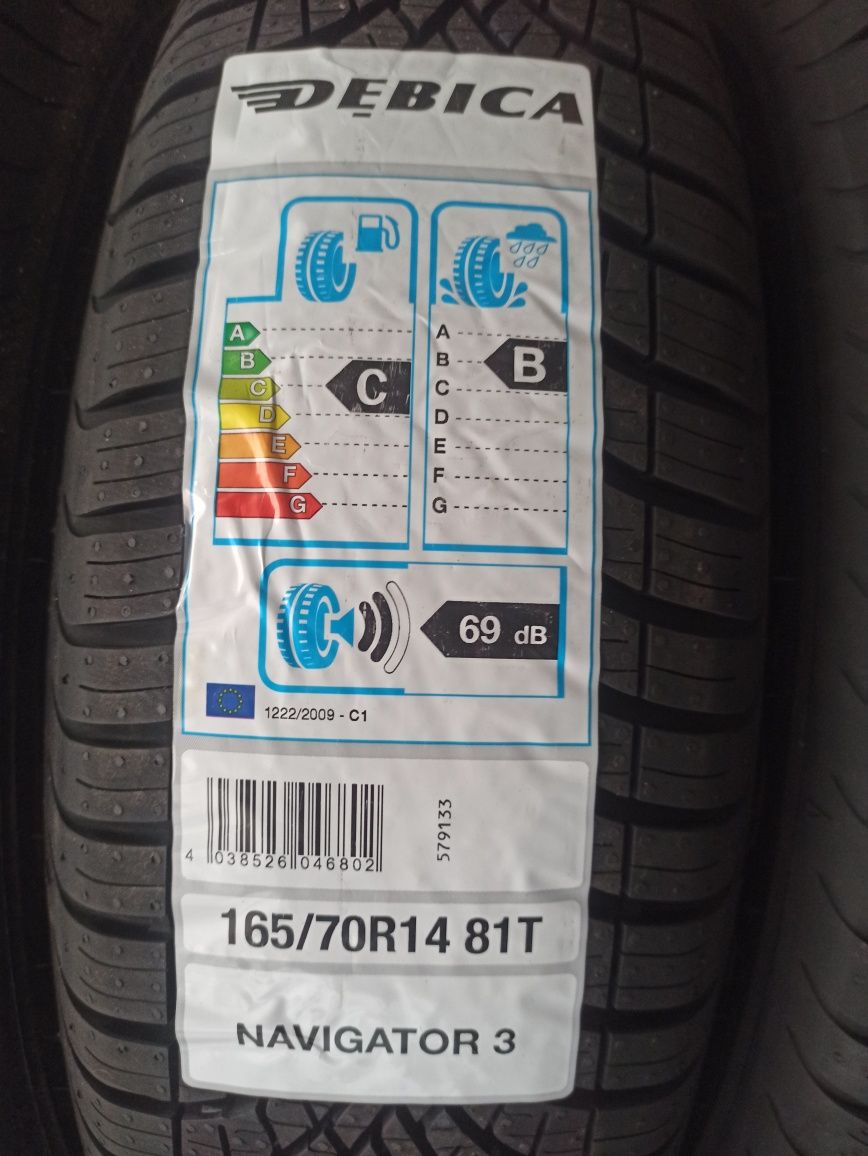 DĘBICA
A
B
C
D
E
F
G
C
A
B
C
D
E
F
G
B
69 dB
1222/2009 - C1
4 038526 046802
579133
165/70R14 81T
NAVIGATOR 3